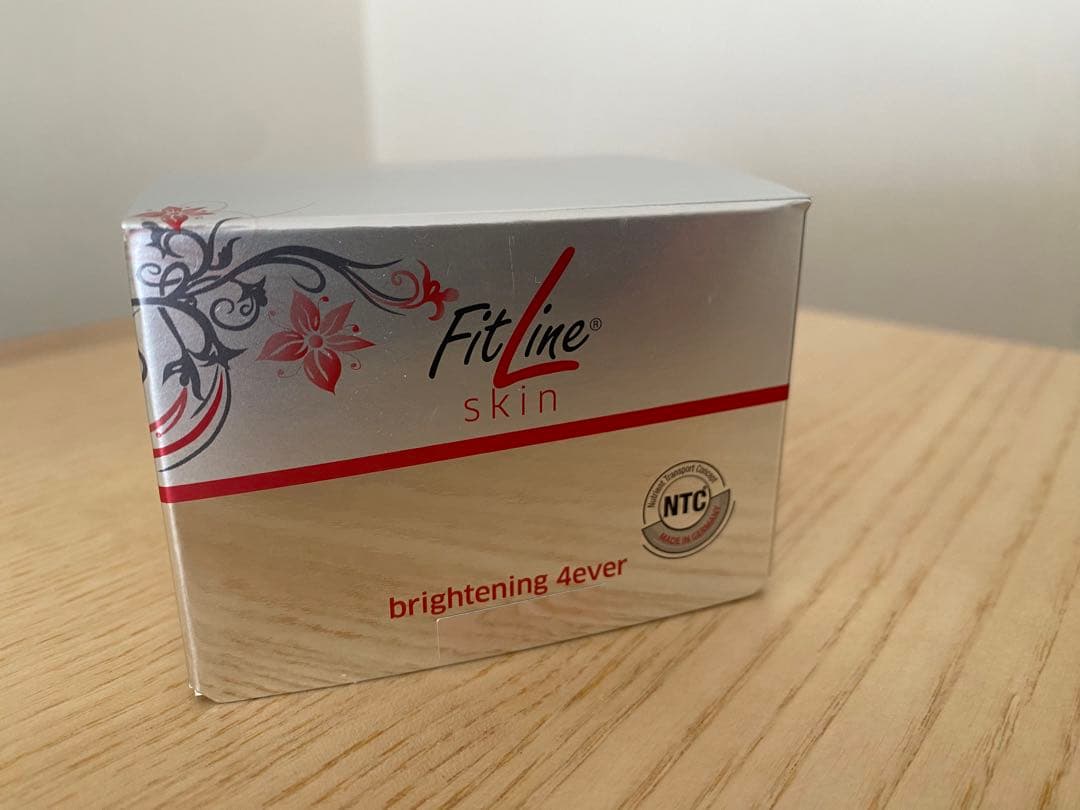 FitLine®
skin
Nutrient Transport Concept
NTC®
MADE IN GERMANY
brightening 4ever